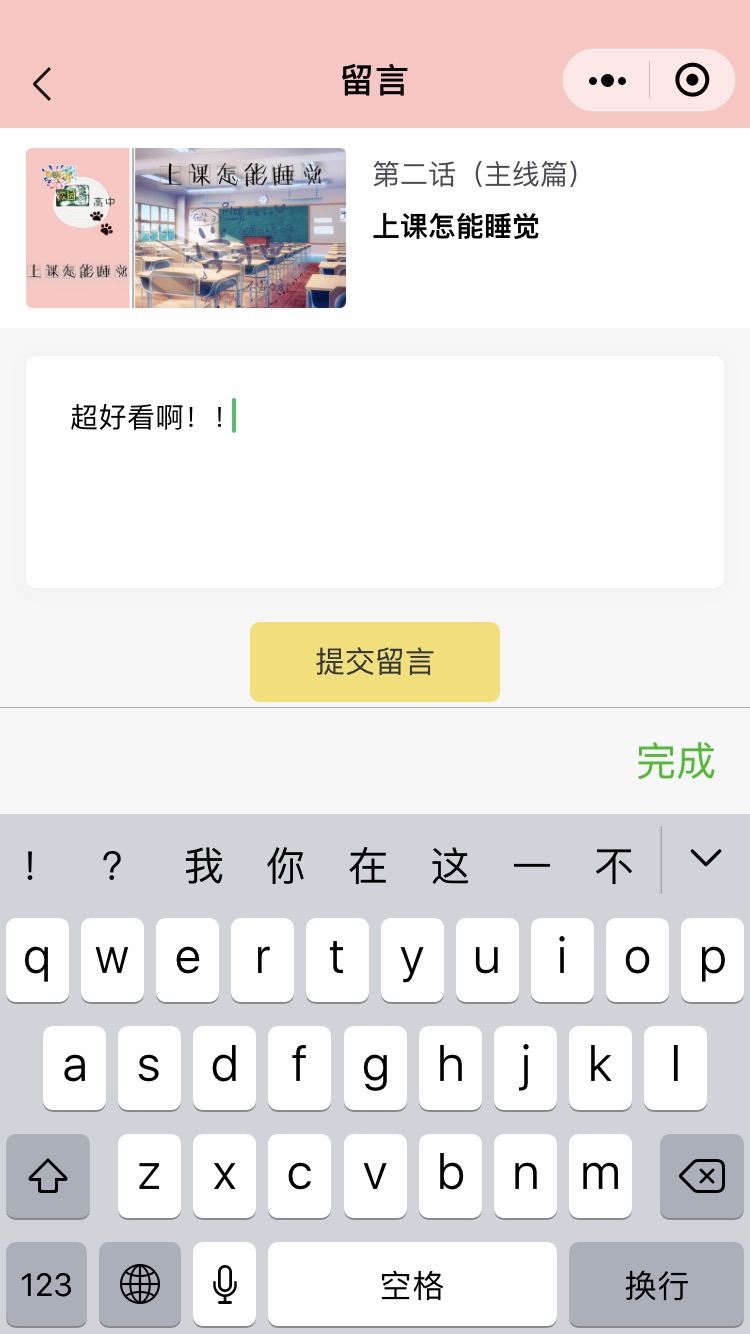 留言
高中
上课怎能睡觉
上课怎能睡觉
第二话（主线篇）
上课怎能睡觉
超好看啊！！
提交留言
完成
！ ？ 我 你 在 这 一 不
q w e r t y u i o p
a s d f g h j k l
z x c v b n m
123 空格 换行